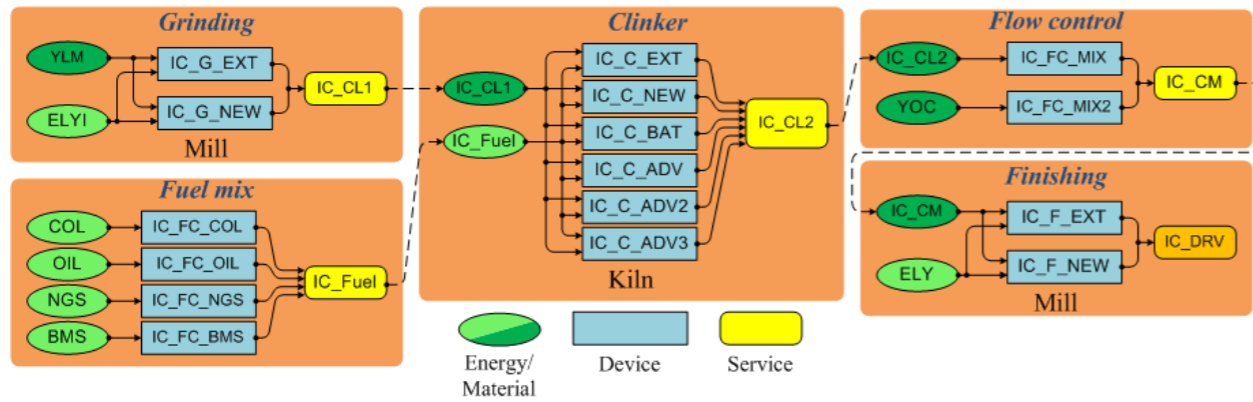 Grinding
YLM
ELYI
IC_G_EXT
IC_G_NEW
IC_CL1
Mill
Fuel mix
COL
OIL
NGS
BMS
IC_FC_COL
IC_FC_OIL
IC_FC_NGS
IC_FC_BMS
IC_Fuel
Clinker
IC_CL1
IC_Fuel
IC_C_EXT
IC_C_NEW
IC_C_BAT
IC_C_ADV
IC_C_ADV2
IC_C_ADV3
IC_CL2
Kiln
Flow control
IC_CL2
YOC
IC_FC_MIX
IC_FC_MIX2
IC_CM
Finishing
IC_CM
ELY
IC_F_EXT
IC_F_NEW
IC_DRV
Mill
Energy/
Material
Device
Service